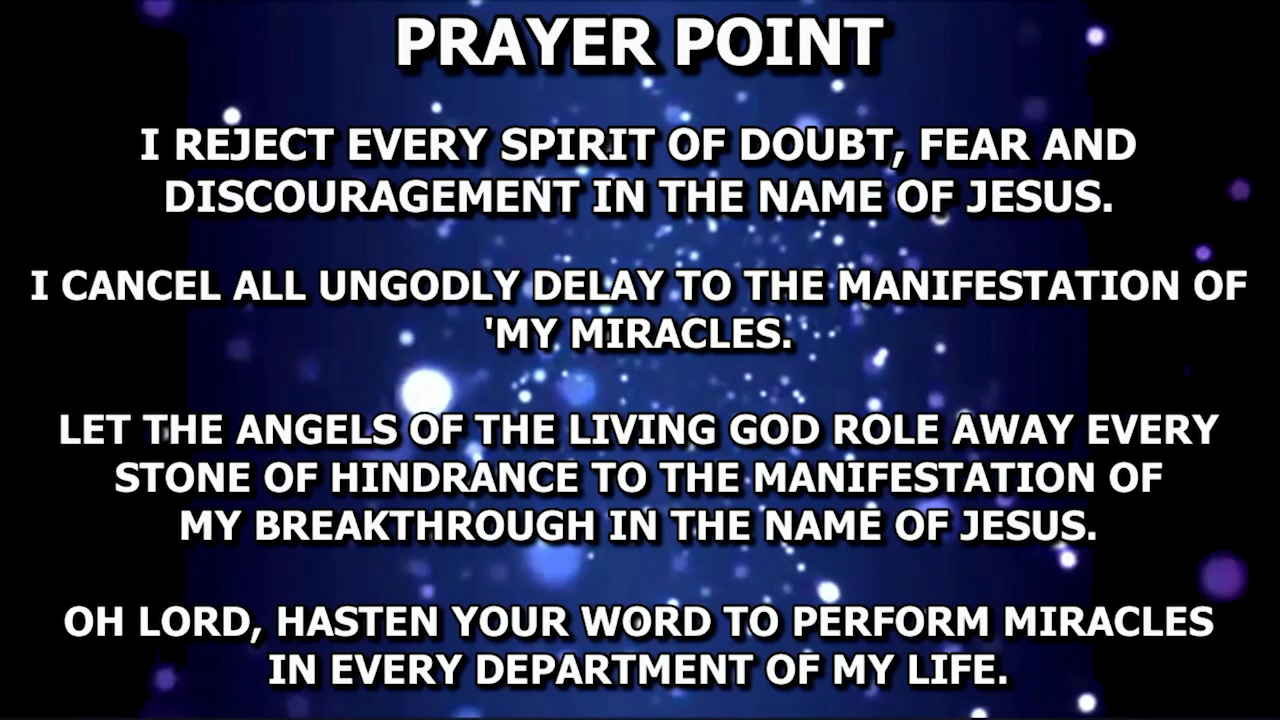 PRAYER POINT
I REJECT EVERY SPIRIT OF DOUBT, FEAR AND
DISCOURAGEMENT IN THE NAME OF JESUS.
I CANCEL ALL UNGODLY DELAY TO THE MANIFESTATION OF
'MY MIRACLES.
LET THE ANGELS OF THE LIVING GOD ROLE AWAY EVERY
STONE OF HINDRANCE TO THE MANIFESTATION OF
MY BREAKTHROUGH IN THE NAME OF JESUS.
OH LORD, HASTEN YOUR WORD TO PERFORM MIRACLES
IN EVERY DEPARTMENT OF MY LIFE.